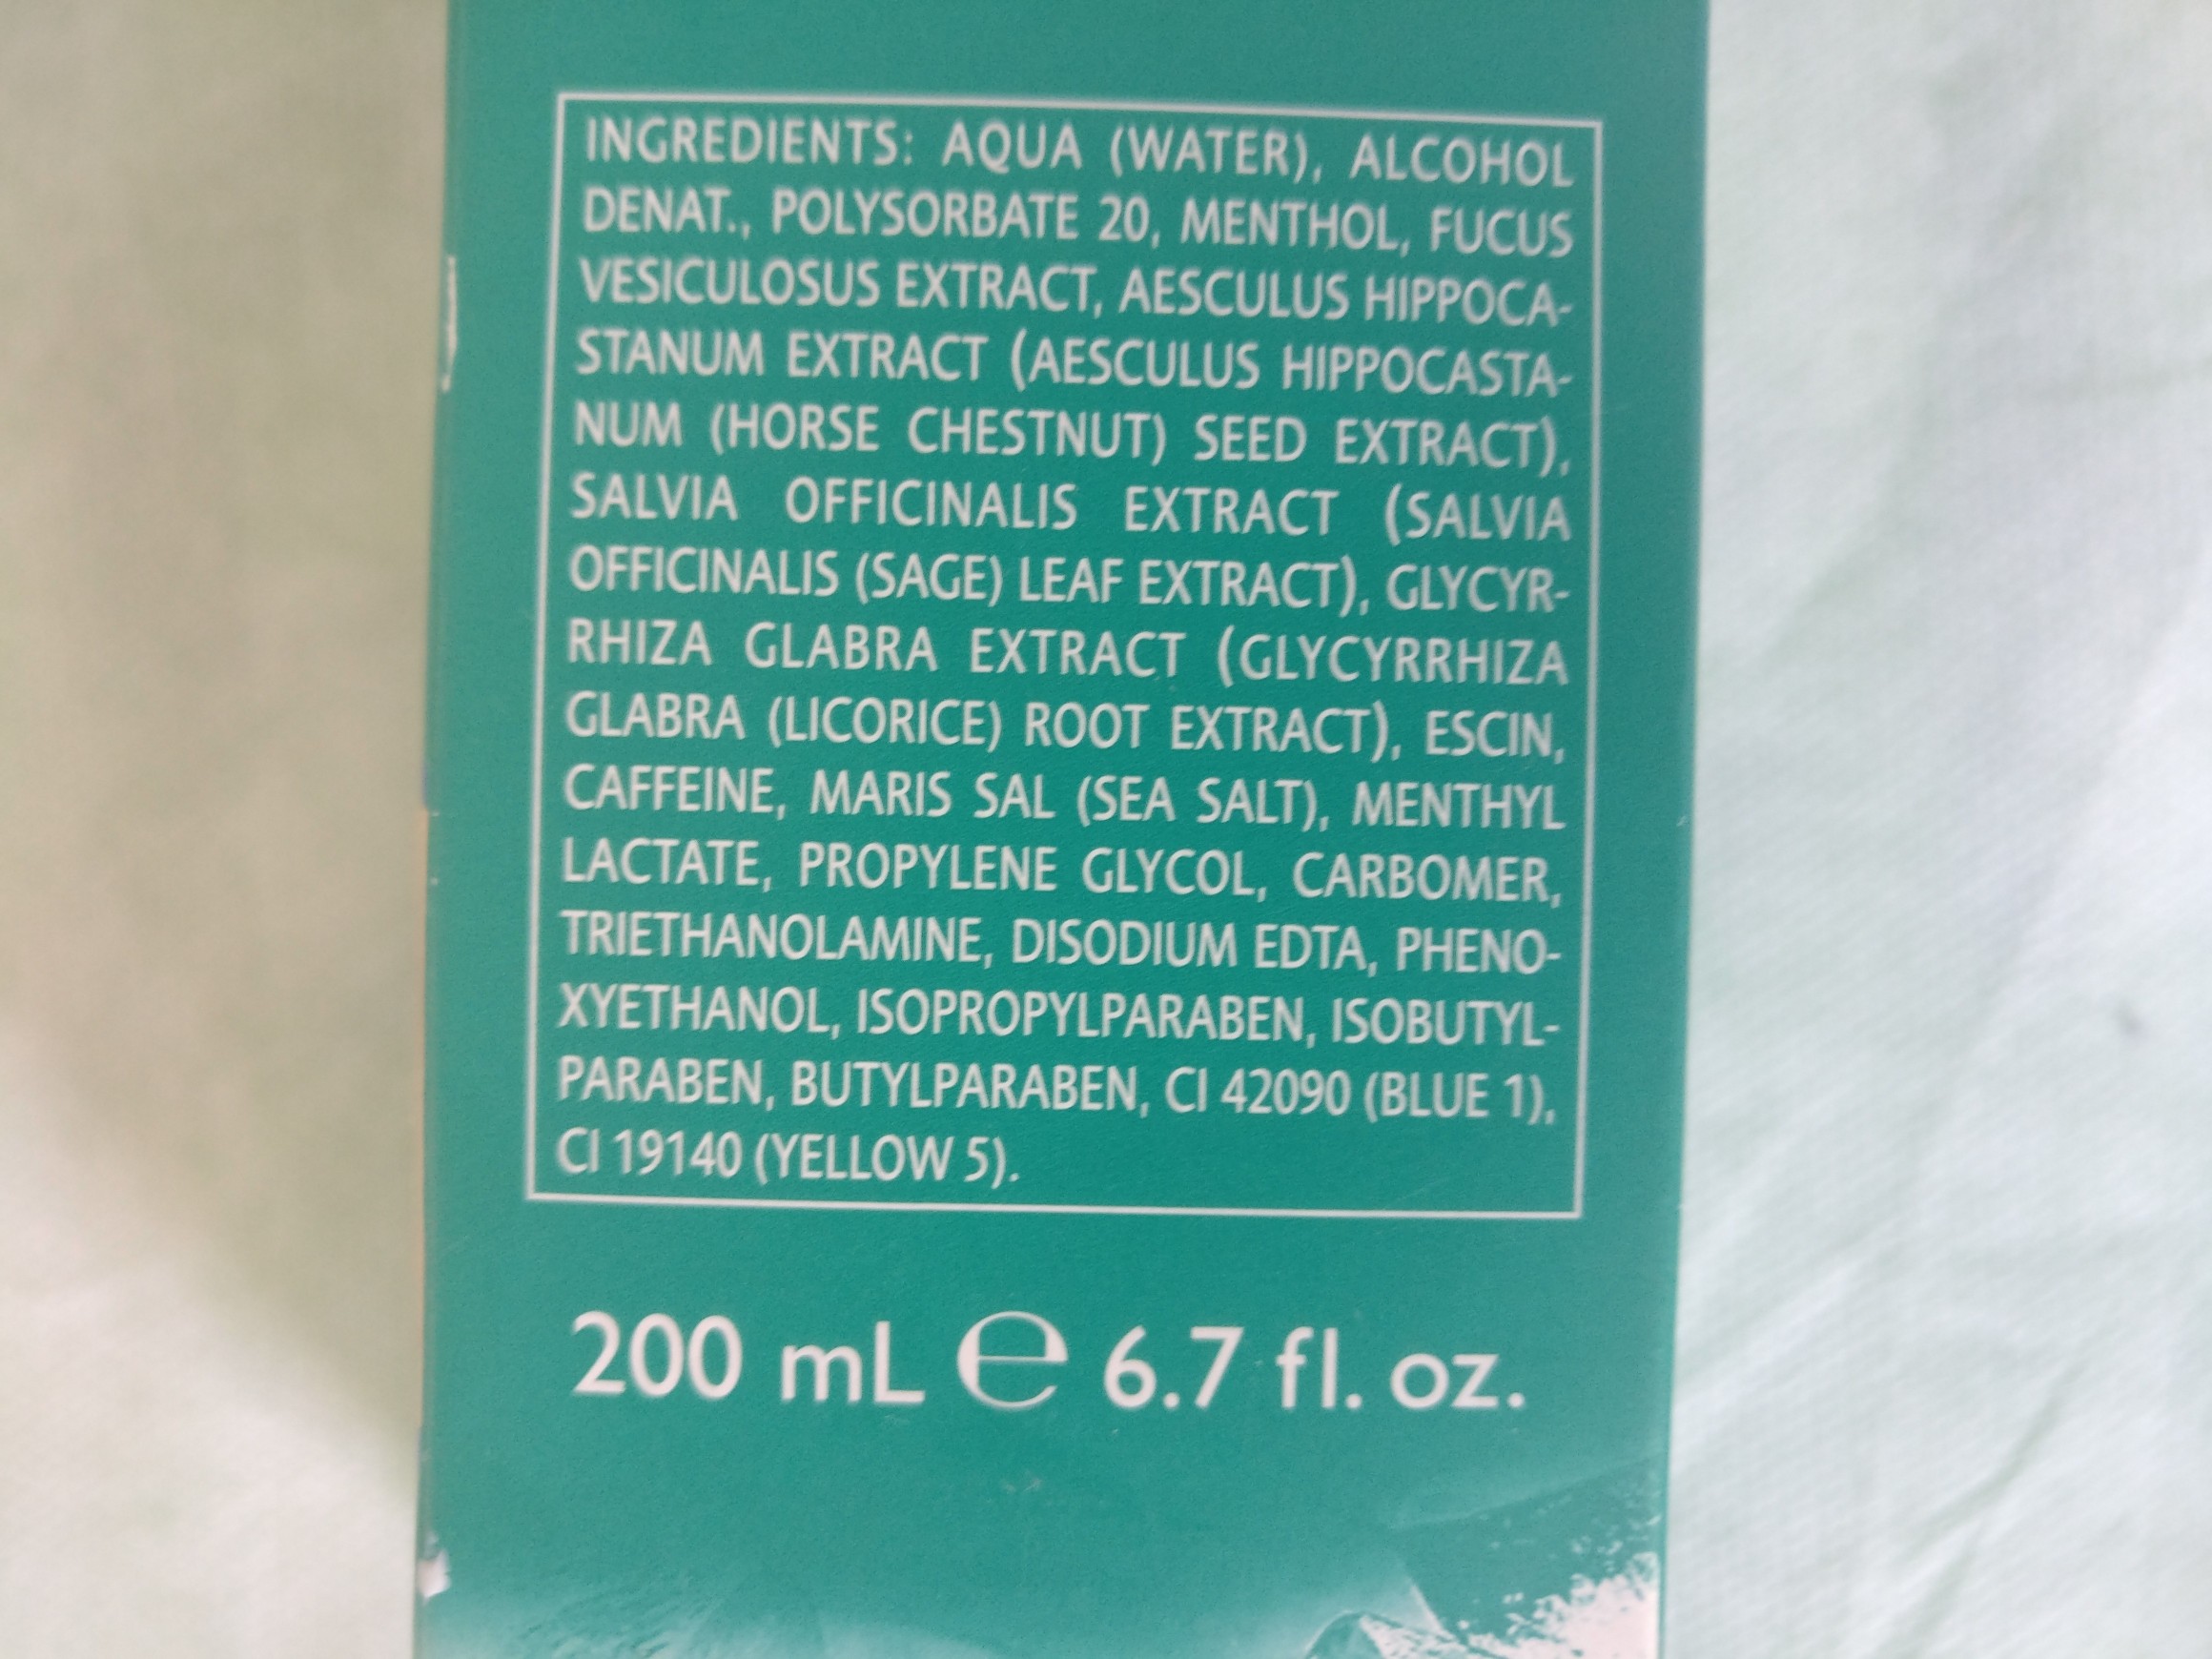 INGREDIENTS: AQUA (WATER), ALCOHOL
DENAT., POLYSORBATE 20, MENTHOL, FUCUS
VESICULOSUS EXTRACT, AESCULUS HIPPOCA-
STANUM EXTRACT (AESCULUS HIPPOCASTA-
NUM (HORSE CHESTNUT) SEED EXTRACT),
SALVIA OFFICINALIS EXTRACT (SALVIA
OFFICINALIS (SAGE) LEAF EXTRACT), GLYCYR-
RHIZA GLABRA EXTRACT (GLYCYRRHIZA
GLABRA (LICORICE) ROOT EXTRACT), ESCIN,
CAFFEINE, MARIS SAL (SEA SALT), MENTHYL
LACTATE, PROPYLENE GLYCOL, CARBOMER,
TRIETHANOLAMINE, DISODIUM EDTA, PHENO-
XYETHANOL, ISOPROPYLPARABEN, ISOBUTYL-
PARABEN, BUTYLPARABEN, CI 42090 (BLUE 1),
CI 19140 (YELLOW 5).
200 mL ℮ 6.7 fl. oz.